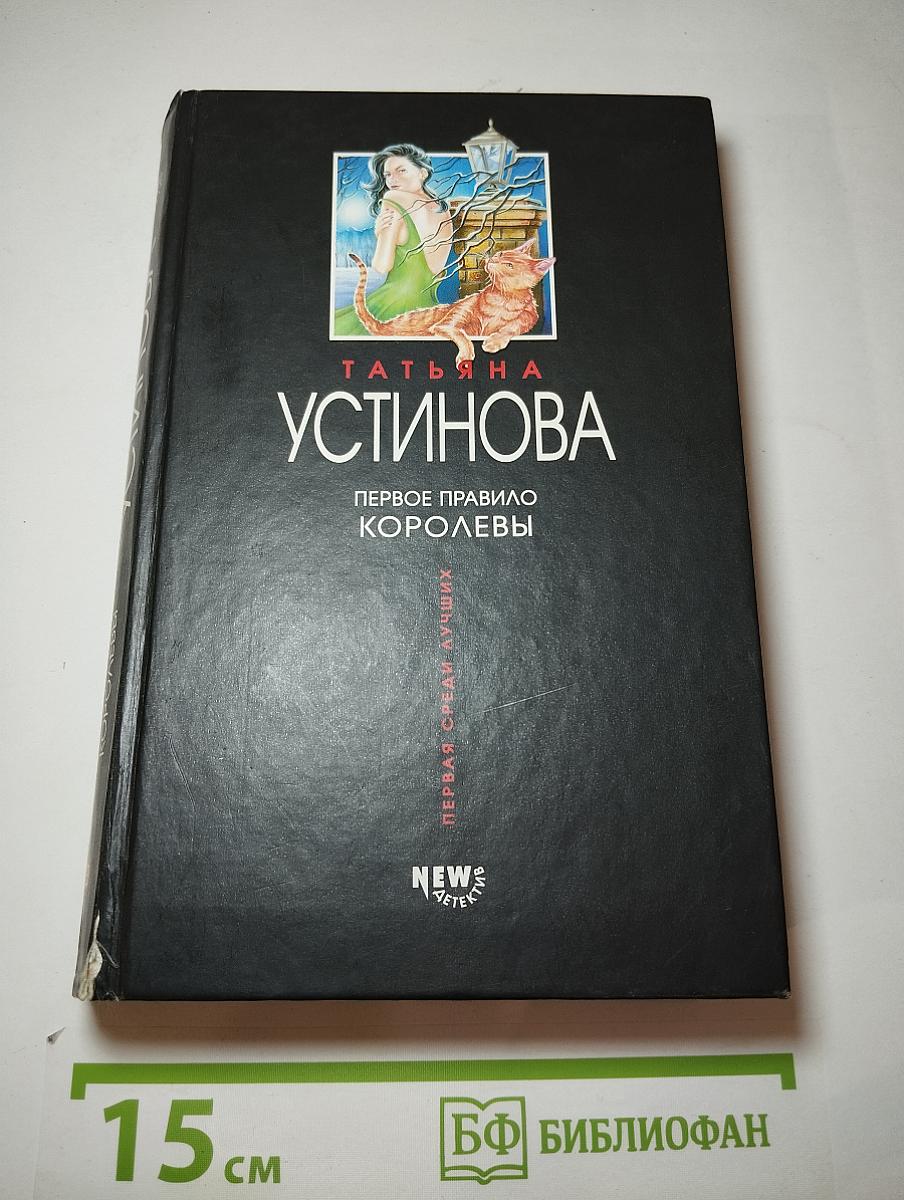 ТАТЬЯНА
УСТИНОВА
ПЕРВОЕ ПРАВИЛО
КОРОЛЕВЫ
ПЕРВАЯ СРЕДИ ЛУЧШИХ
NEW
ДЕТЕКТИВ
15 см
БФ БИБЛИОФАН